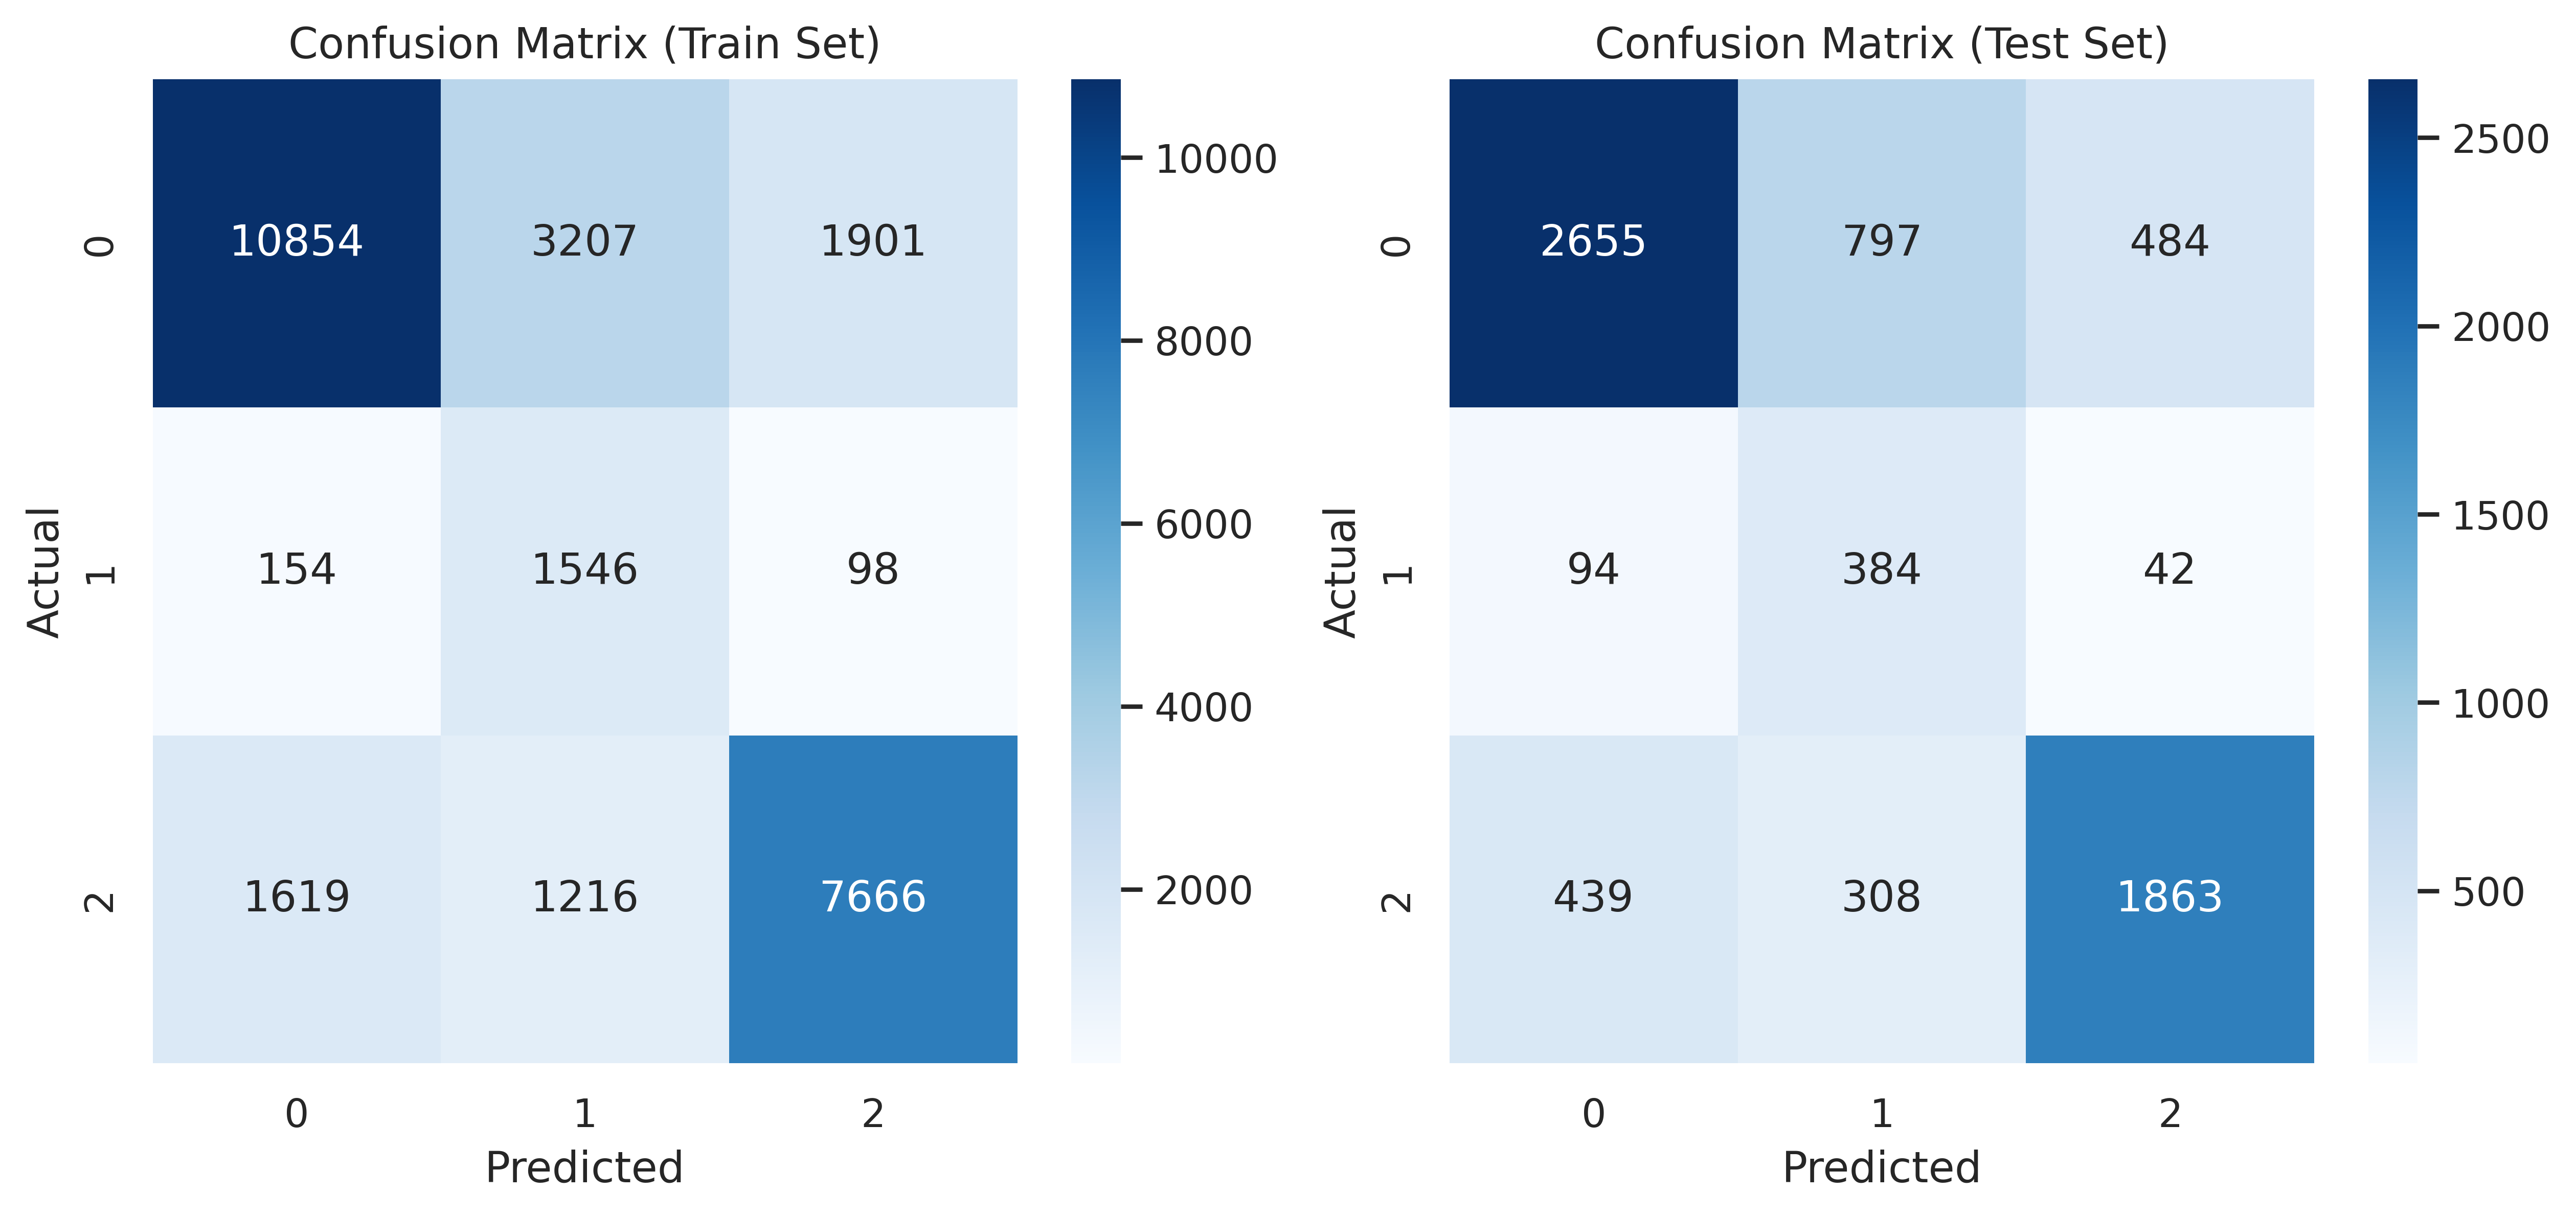 Confusion Matrix (Train Set)
10854 3207 1901
154 1546 98
1619 1216 7666
0
1
2
Actual
0 1 2
Predicted
10000
8000
6000
4000
2000
Confusion Matrix (Test Set)
2655 797 484
94 384 42
439 308 1863
0
1
2
Actual
0 1 2
Predicted
2500
2000
1500
1000
500